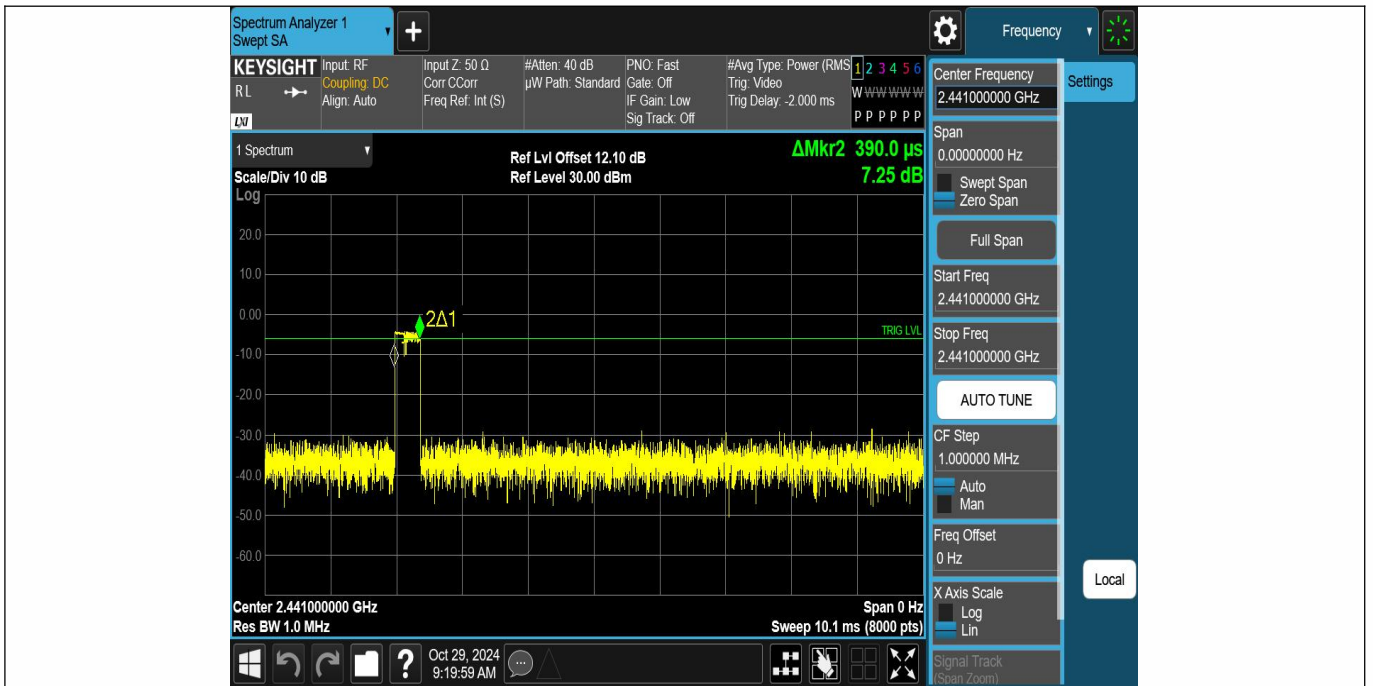 Spectrum Analyzer 1
Swept SA
+
Frequency
KEYSIGHT
RL
LXI
Input: RF
Coupling: DC
Align: Auto
Input Z: 50 Ω
Corr CCorr
Freq Ref: Int (S)
#Atten: 40 dB
µW Path: Standard
PNO: Fast
Gate: Off
IF Gain: Low
Sig Track: Off
#Avg Type: Power (RMS
Trig: Video
Trig Delay: -2.000 ms
1 2 3 4 5 6
W W W W W W
P P P P P P
1 Spectrum
Scale/Div 10 dB
Ref Lvl Offset 12.10 dB
Ref Level 30.00 dBm
ΔMkr2 390.0 µs
7.25 dB
Log
20.0
10.0
0.00
-10.0
-20.0
-30.0
-40.0
-50.0
-60.0
2Δ1
TRIG LVL
Center 2.441000000 GHz
Res BW 1.0 MHz
Span 0 Hz
Sweep 10.1 ms (8000 pts)
Center Frequency
2.441000000 GHz
Settings
Span
0.00000000 Hz
Swept Span
Zero Span
Full Span
Start Freq
2.441000000 GHz
Stop Freq
2.441000000 GHz
AUTO TUNE
CF Step
1.000000 MHz
Auto
Man
Freq Offset
0 Hz
X Axis Scale
Log
Lin
Signal Track
(Span Zoom)
Local
?
Oct 29, 2024
9:19:59 AM